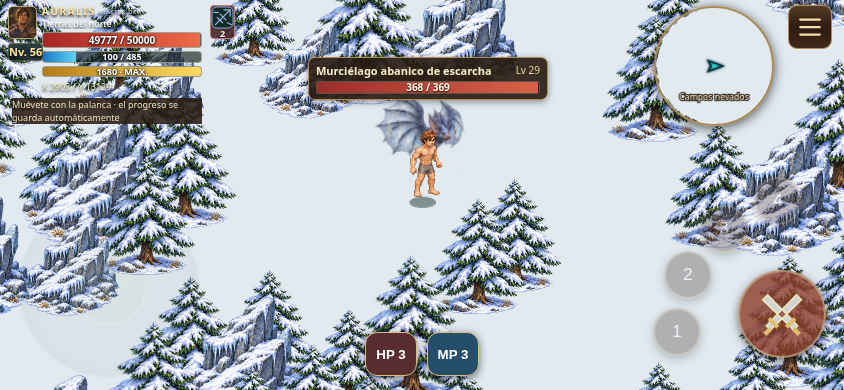 AURALIS
Tierras del norte
Nv. 56
49777 / 50000
100 / 485
1680 · MAX
Muévete con la palanca · el progreso se
guarda automáticamente
2
Murciélago abanico de escarcha
Lv 29
368 / 369
Campos nevados
2
1
HP 3
MP 3